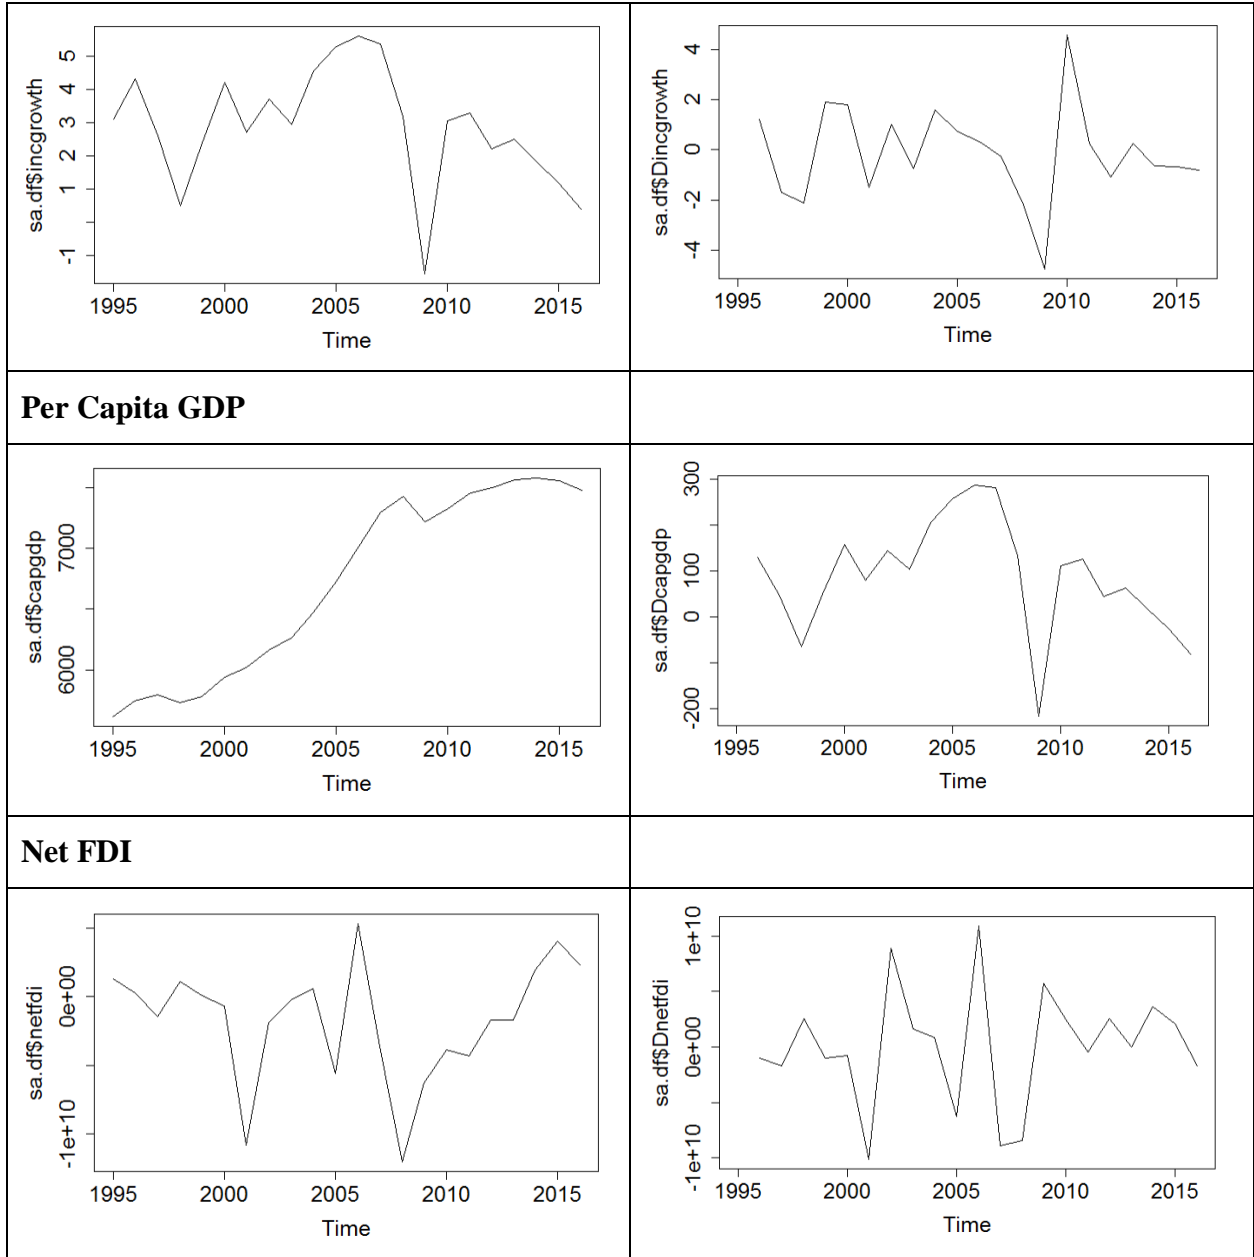 sa.df$incgrowth
5
4
3
2
1
-1
1995 2000 2005 2010 2015
Time
sa.df$Dincgrowth
4
2
0
-2
-4
1995 2000 2005 2010 2015
Time
Per Capita GDP
sa.df$capgdp
7000
6000
1995 2000 2005 2010 2015
Time
sa.df$Dcapgdp
300
100
0
-200
1995 2000 2005 2010 2015
Time
Net FDI
sa.df$netfdi
0e+00
-1e+10
1995 2000 2005 2010 2015
Time
sa.df$Dnetfdi
1e+10
0e+00
-1e+10
1995 2000 2005 2010 2015
Time